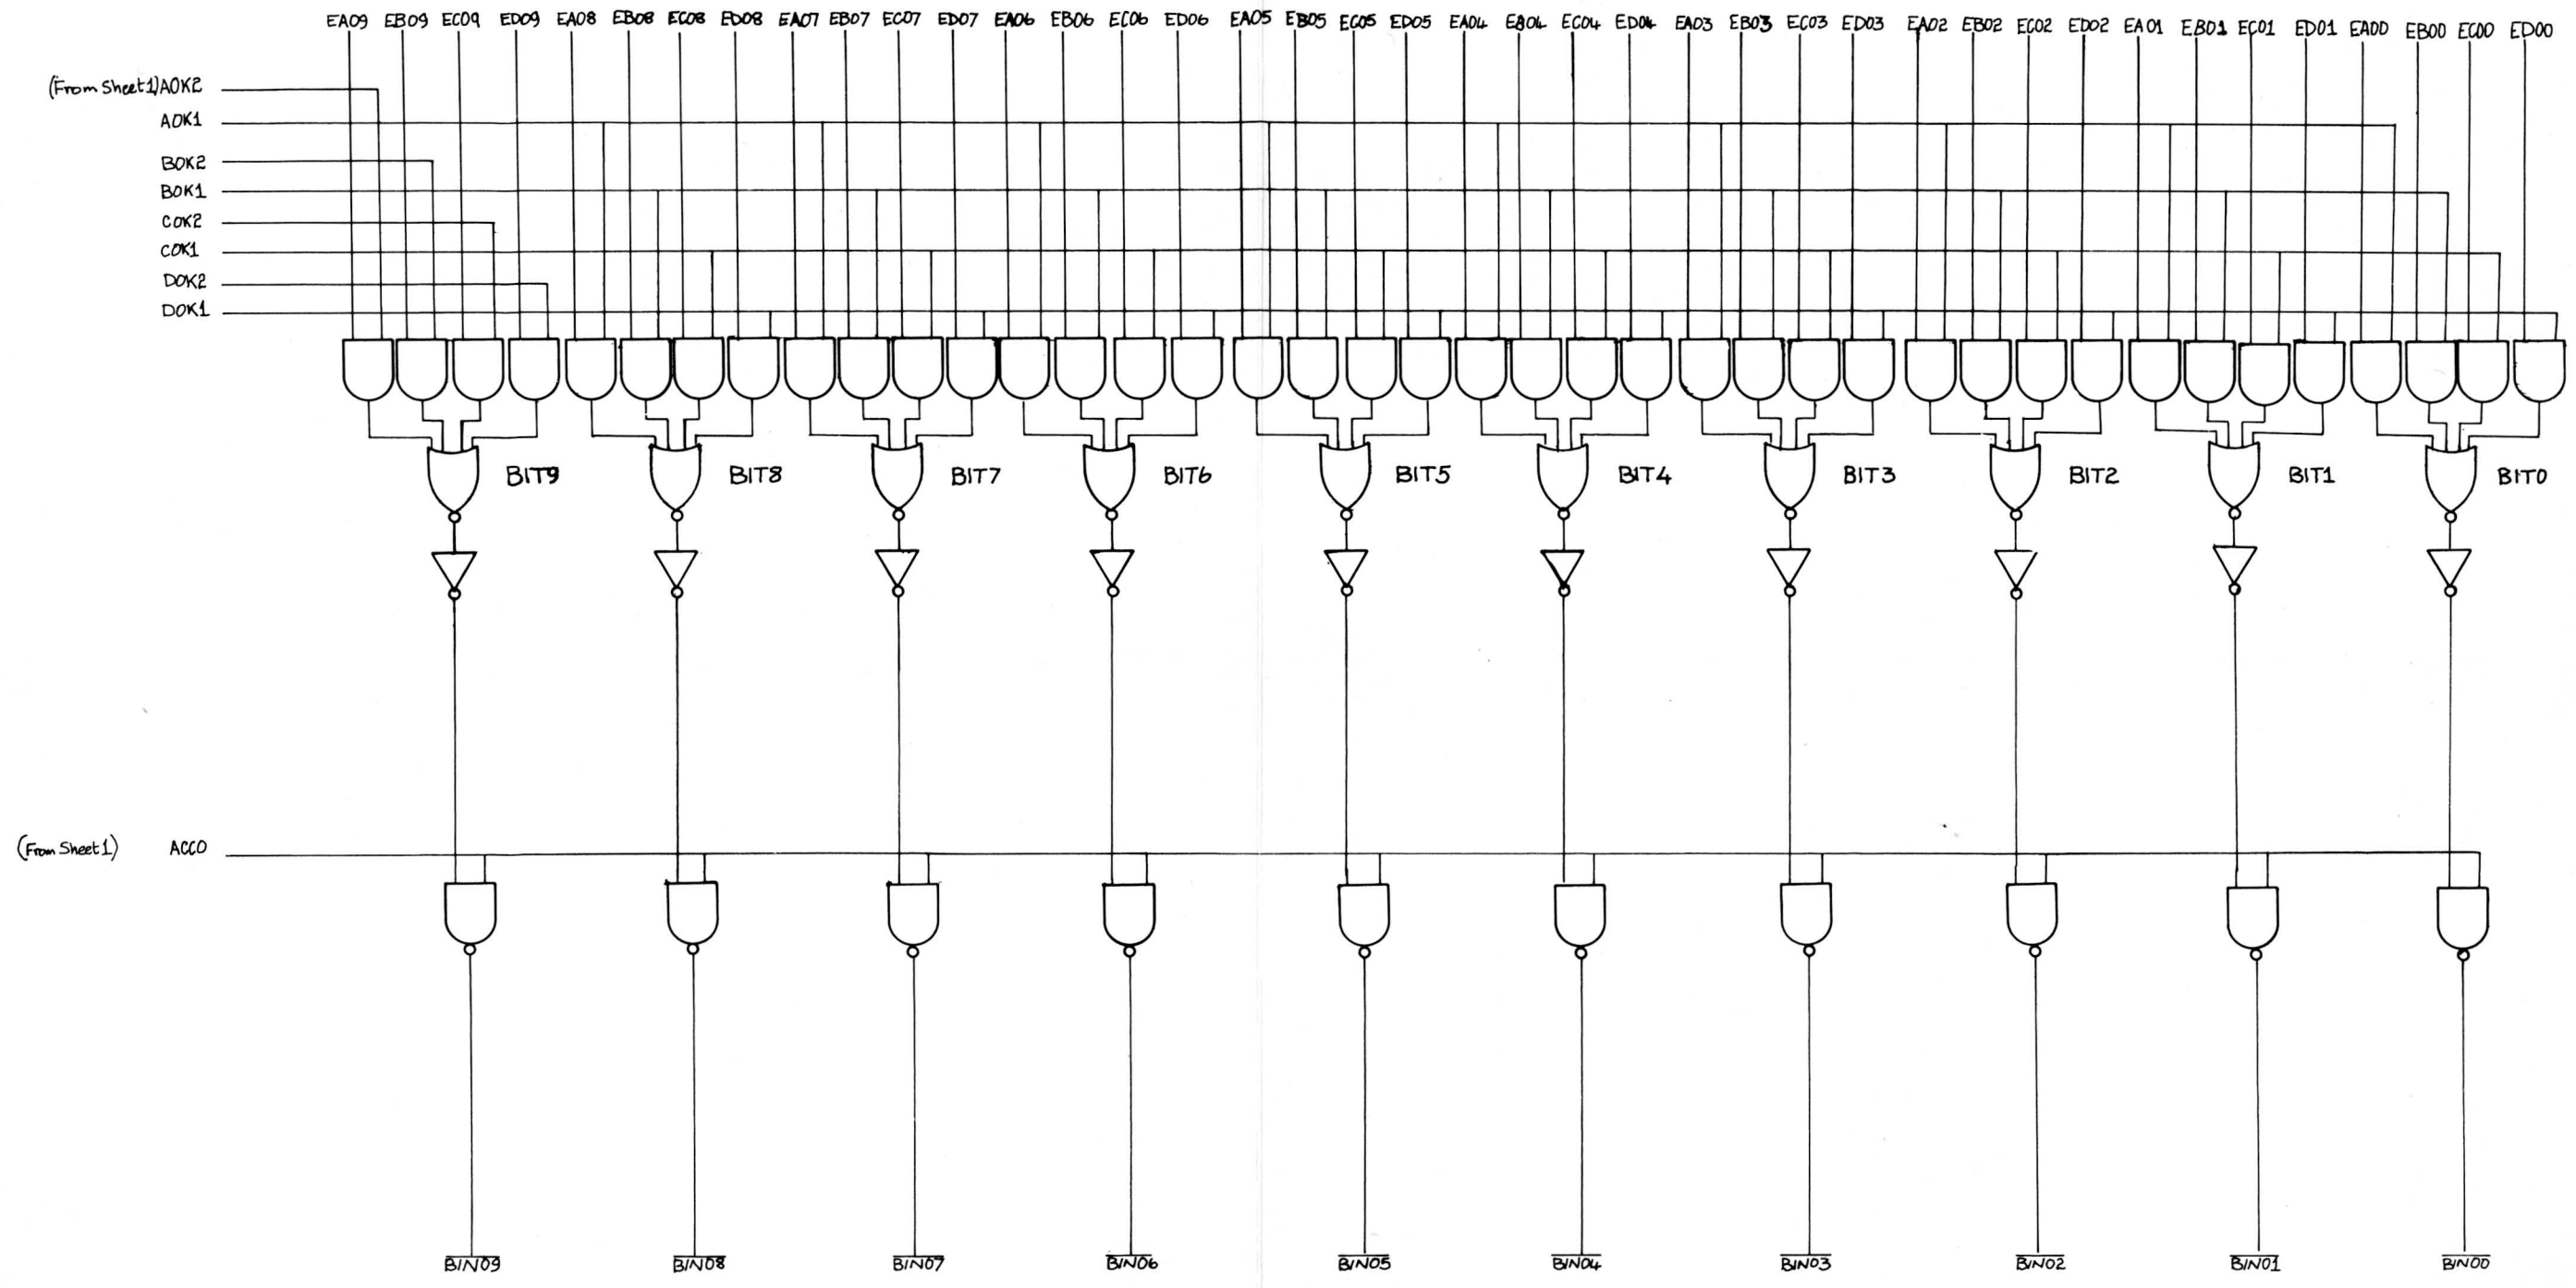 EA09 EB09 EC09 ED09 EA08 EB08 EC08 ED08 EA07 EB07 EC07 ED07 EA06 EB06 EC06 ED06 EA05 EB05 EC05 ED05 EA04 EB04 EC04 ED04 EA03 EB03 EC03 ED03 EA02 EB02 EC02 ED02 EA01 EB01 EC01 ED01 EA00 EB00 EC00 ED00
(From Sheet1) AOK2
AOK1
BOK2
BOK1
COK2
COK1
DOK2
DOK1
BIT9 BIT8 BIT7 BIT6 BIT5 BIT4 BIT3 BIT2 BIT1 BIT0
(From Sheet1) ACCO
BIN09 BIN08 BIN07 BIN06 BIN05 BIN04 BIN03 BIN02 BIN01 BIN00